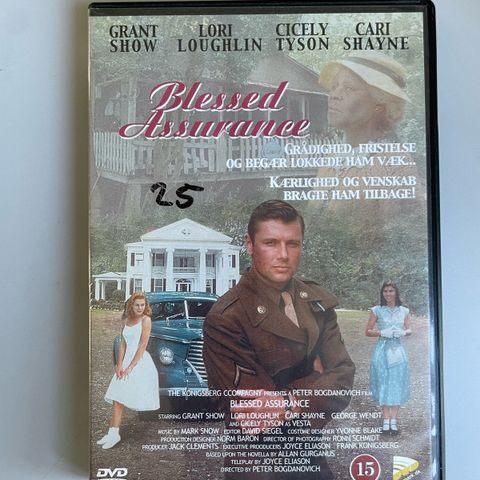 GRANT SHOW
LORI LOUGHLIN
CICELY TYSON
CARI SHAYNE
Blessed
Assurance
GRÅDIGHED, FRISTELSE
OG BEGÆR LOKKEDE HAM VÆK...
KÆRLIGHED OG VENSKAB
BRAGTE HAM TILBAGE!
25
THE KONIGSBERG CCOMPAGNY PRESENTS A PETER BOGDANOVICH FILM
BLESSED ASSURANCE
STARRING GRANT SHOW LORI LOUGHLIN CARI SHAYNE GEORGE WENDT
AND CICELY TYSON AS VESTA
MUSIC BY MARK SNOW EDITOR DAVID SIEGEL COSTUME DESIGNER YVONNE BLAKE
PRODUCTION DESIGNER NORM BARON DIRECTOR OF PHOTOGRAPHY RONN SCHMIDT
PRODUCER JACK CLEMENTS EXECUTIVE PRODUCERS JOYCE ELIASON FRANK KONIGSBERG
BASED UPON THE NOVELLA BY ALLAN GURGANUS
TELEPLAY BY JOYCE ELIASON
DIRECTED BY PETER BOGDANOVICH
DVD
15